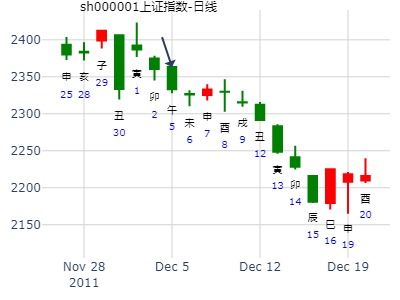 sh000001上证指数-日线
2400
2350
2300
2250
2200
2150
申
25
亥
28
子
29
丑
30
寅
1
卯
2
午
5
未
6
申
7
酉
8
戌
9
丑
12
寅
13
卯
14
辰
15
巳
16
申
19
酉
20
Nov 28
2011
Dec 5
Dec 12
Dec 19